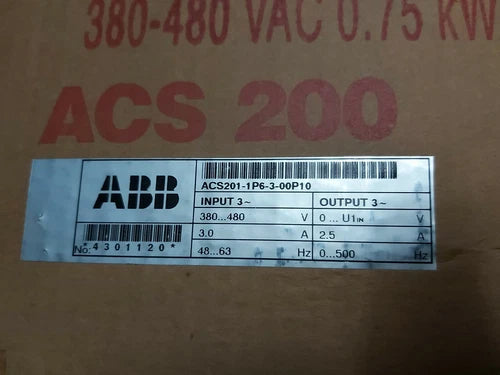 380-480 VAC 0.75 KW
ACS 200
ABB
ACS201-1P6-3-00P10
INPUT 3~ OUTPUT 3~
380...480 V 0 ... U1IN V
3.0 A 2.5 A
48...63 Hz 0...500 Hz
No: *4301120*